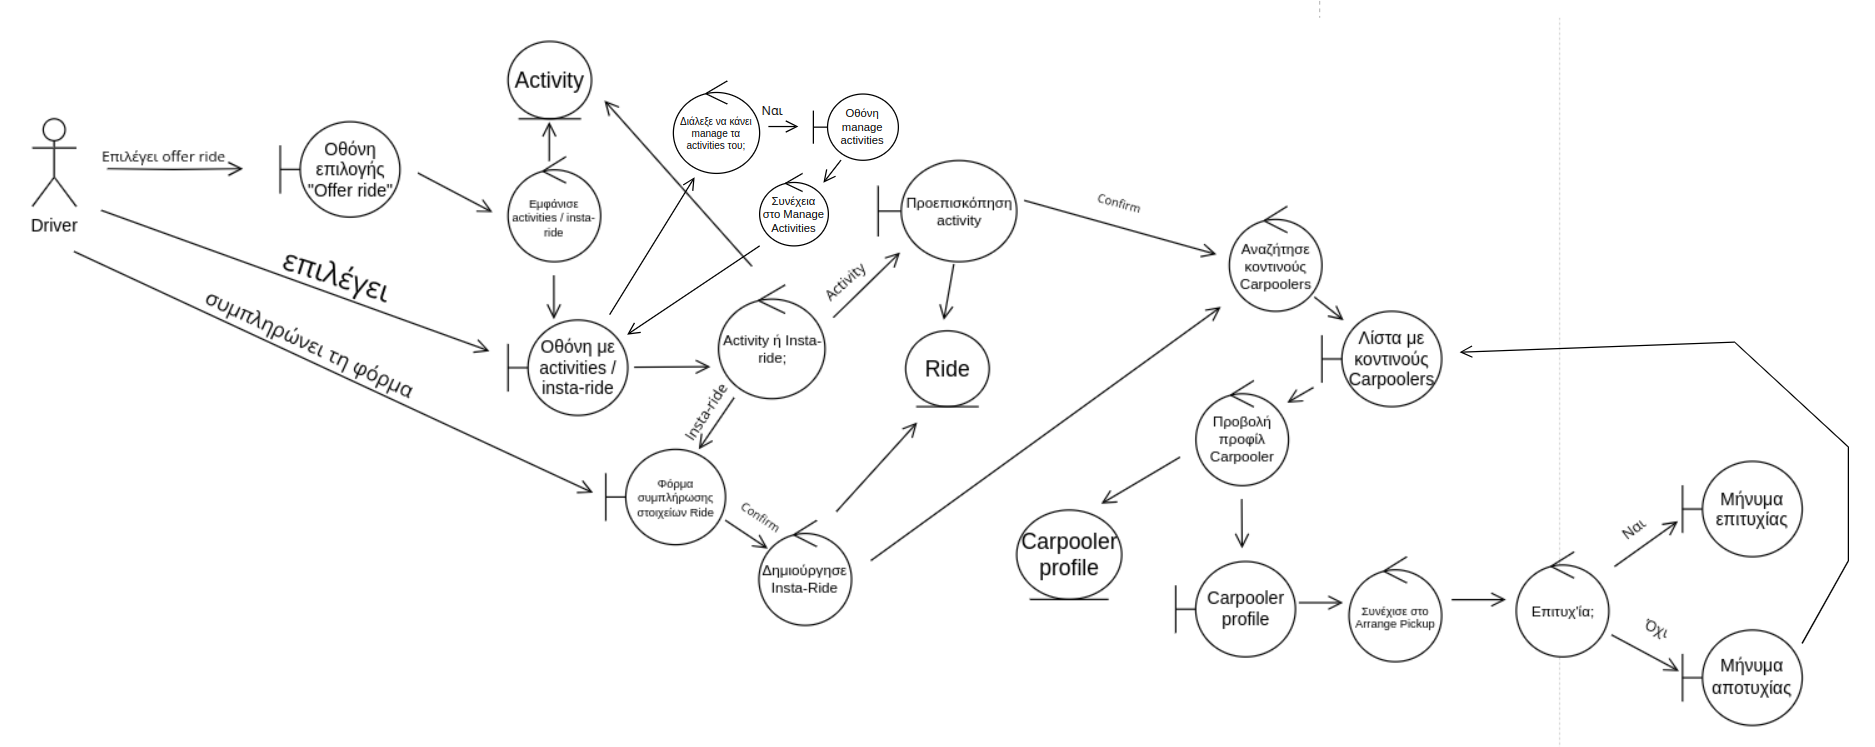 Driver
Επιλέγει offer ride
Οθόνη
επιλογής
"Offer ride"
επιλέγει
συμπληρώνει τη φόρμα
Activity
Εμφάνισε
activities / insta-
ride
Οθόνη με
activities /
insta-ride
Διάλεξε να κάνει
manage τα
activities του;
Ναι
Οθόνη
manage
activities
Συνέχεια
στο Manage
Activities
Activity ή Insta-
ride;
Activity
Insta-ride
Προεπισκόπηση
activity
Ride
Φόρμα
συμπλήρωσης
στοιχείων Ride
Confirm
Δημιούργησε
Insta-Ride
Confirm
Αναζήτησε
κοντινούς
Carpoolers
Λίστα με
κοντινούς
Carpoolers
Προβολή
προφίλ
Carpooler
Carpooler
profile
Carpooler
profile
Συνέχισε στο
Arrange Pickup
Επιτυχ'ία;
Ναι
Όχι
Μήνυμα
επιτυχίας
Μήνυμα
αποτυχίας